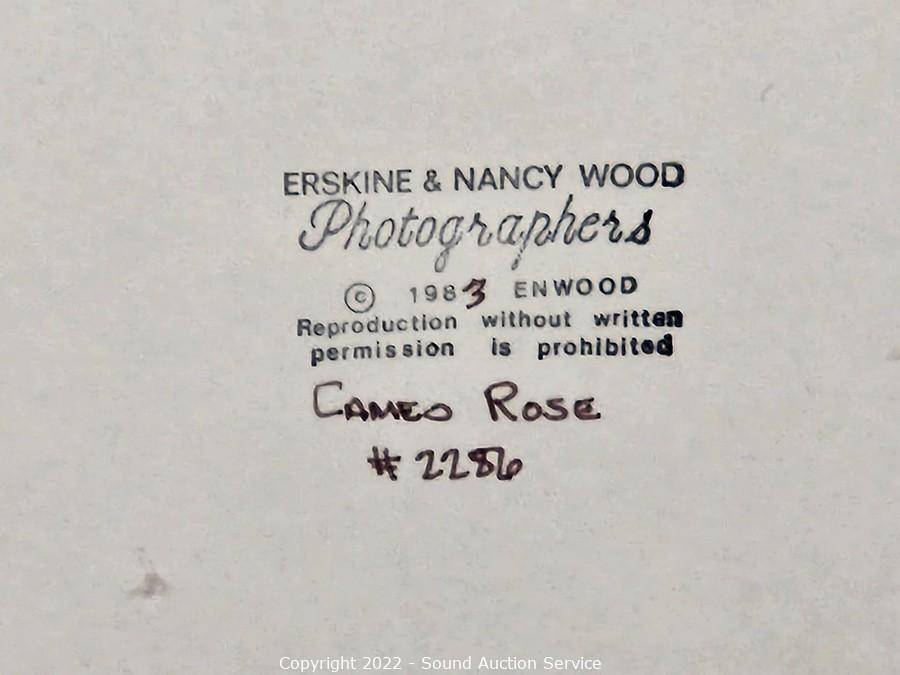 ERSKINE & NANCY WOOD
Photographers
© 1983 ENWOOD
Reproduction without written
permission is prohibited
CAMEO ROSE
# 2286
Copyright 2022 - Sound Auction Service